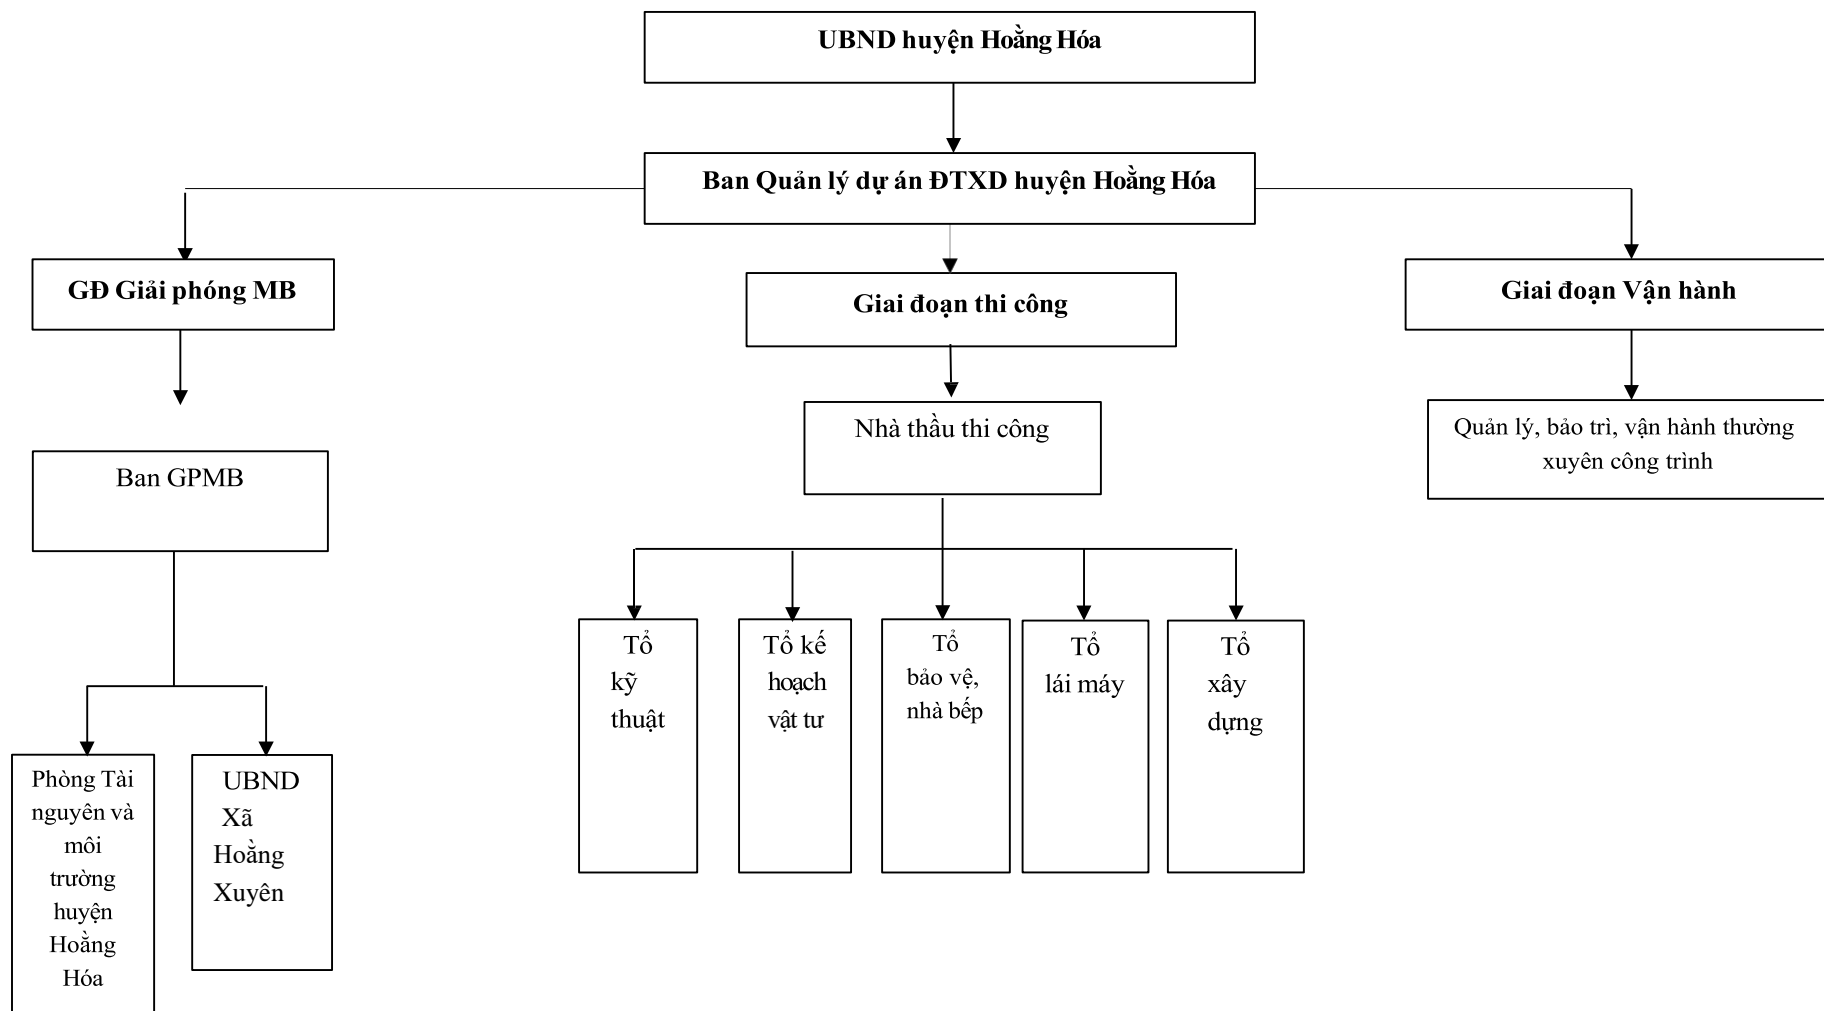 UBND huyện Hoằng Hóa
Ban Quản lý dự án ĐTXD huyện Hoằng Hóa
GĐ Giải phóng MB
Giai đoạn thi công
Giai đoạn Vận hành
Ban GPMB
Nhà thầu thi công
Quản lý, bảo trì, vận hành thường
xuyên công trình
Phòng Tài
nguyên và
môi
trường
huyện
Hoằng
Hóa
UBND
Xã
Hoằng
Xuyên
Tổ
kỹ
thuật
Tổ kế
hoạch
vật tư
Tổ
bảo vệ,
nhà bếp
Tổ
lái máy
Tổ
xây
dựng